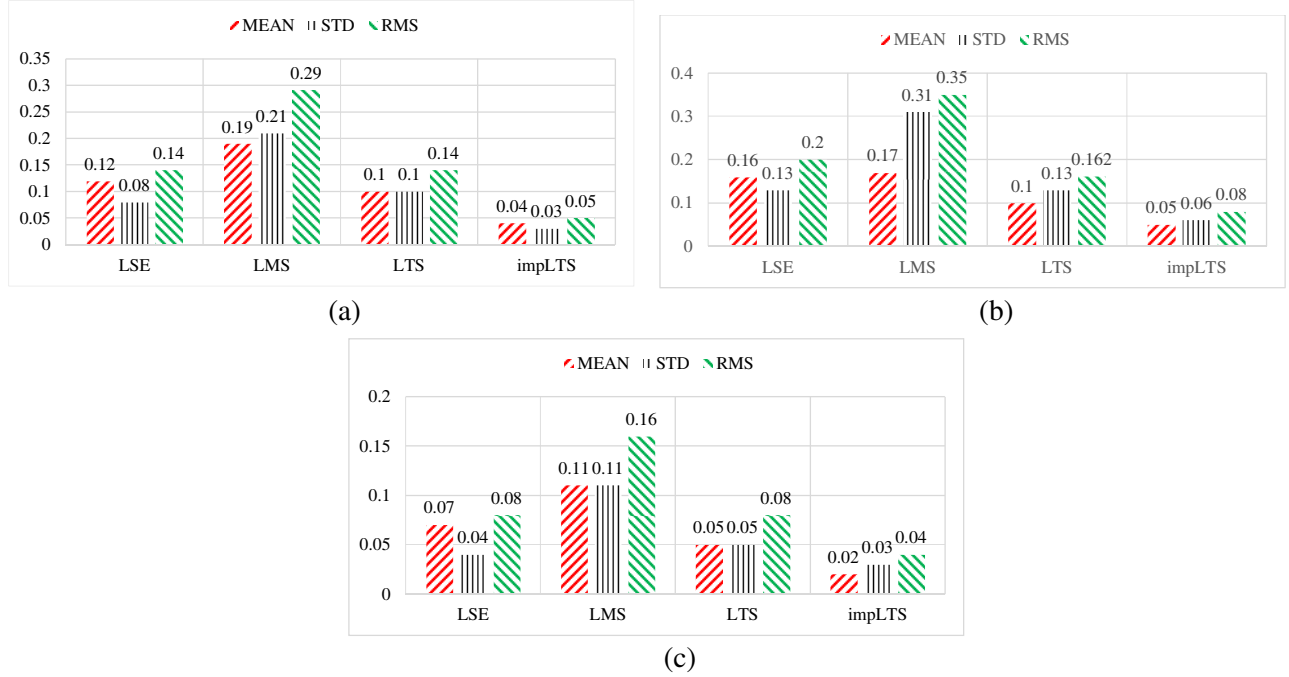 MEAN STD RMS
0.35
0.3
0.25
0.2
0.15
0.1
0.05
0
0.12 0.08 0.14
0.19 0.21 0.29
0.1 0.1 0.14
0.04 0.03 0.05
LSE LMS LTS impLTS
(a)
MEAN STD RMS
0.4
0.3
0.2
0.1
0
0.16 0.13 0.2
0.17 0.31 0.35
0.1 0.13 0.162
0.05 0.06 0.08
LSE LMS LTS impLTS
(b)
MEAN STD RMS
0.2
0.15
0.1
0.05
0
0.07 0.04 0.08
0.11 0.11 0.16
0.05 0.05 0.08
0.02 0.03 0.04
LSE LMS LTS impLTS
(c)